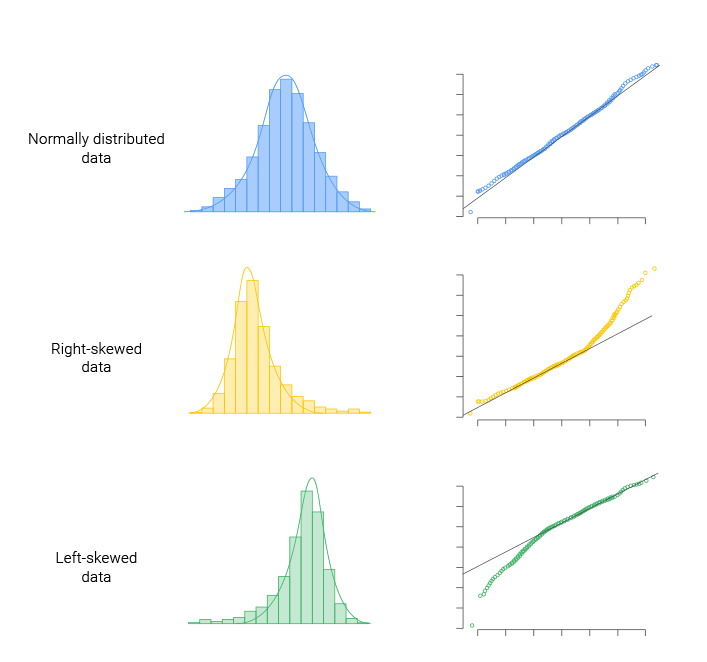 Normally distributed
data
Right-skewed
data
Left-skewed
data